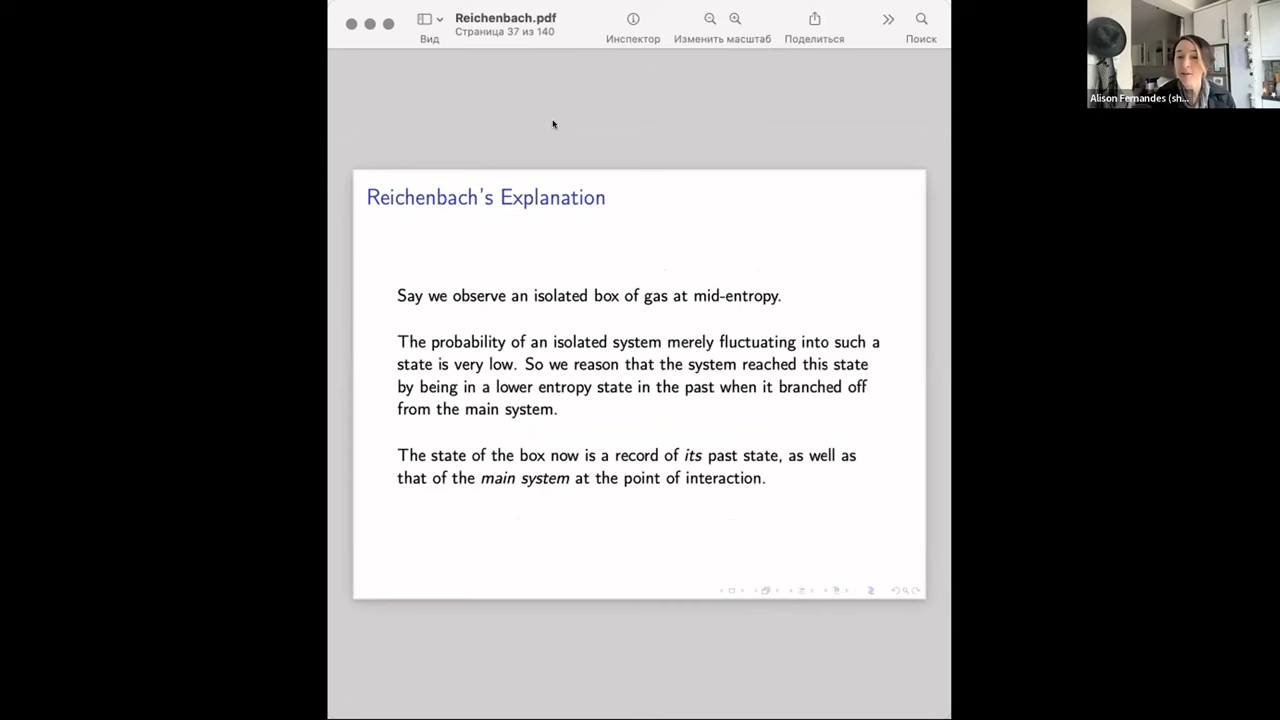 Reichenbach.pdf
Страница 37 из 140
Вид
Инспектор
Изменить масштаб
Поделиться
Поиск
Alison Fernandes (sh...
Reichenbach's Explanation
Say we observe an isolated box of gas at mid-entropy.
The probability of an isolated system merely fluctuating into such a
state is very low. So we reason that the system reached this state
by being in a lower entropy state in the past when it branched off
from the main system.
The state of the box now is a record of its past state, as well as
that of the main system at the point of interaction.